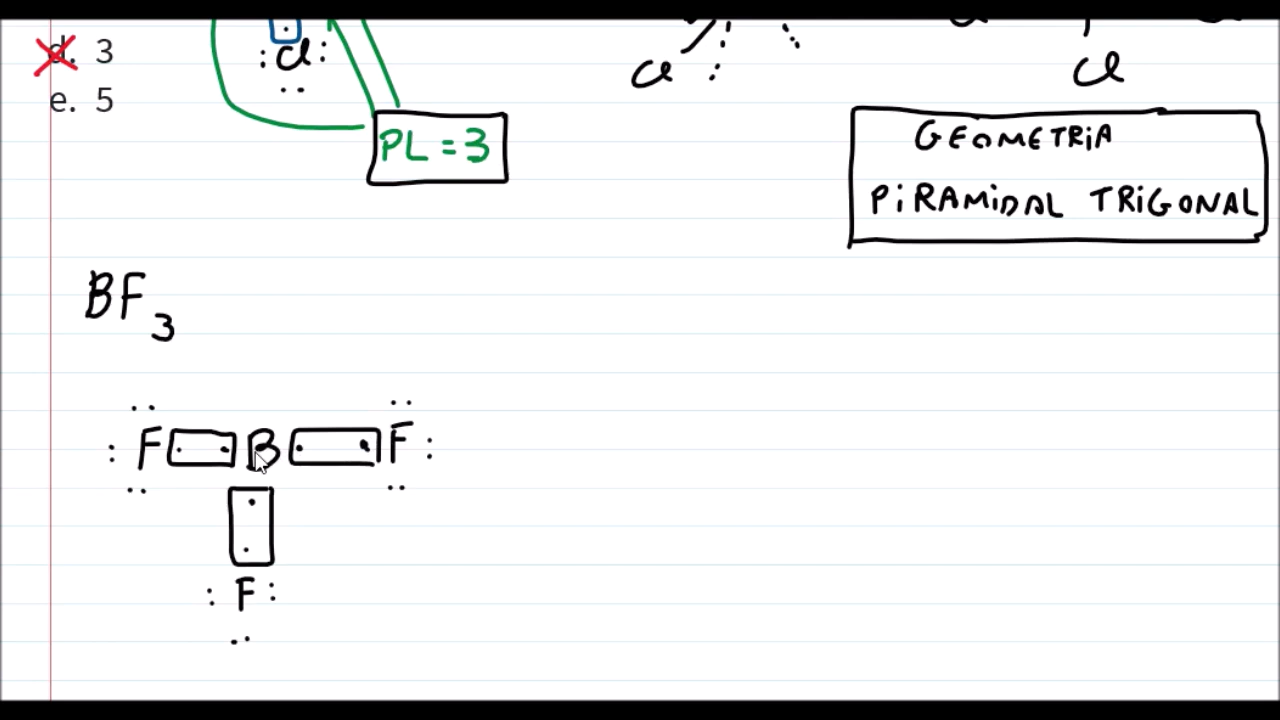 d. 3
:Cl:
Cl
Cl
e. 5
PL = 3
GEOMETRiA
PiRAMiDAL TRiGONAL
BF3
: F B F :
: F :